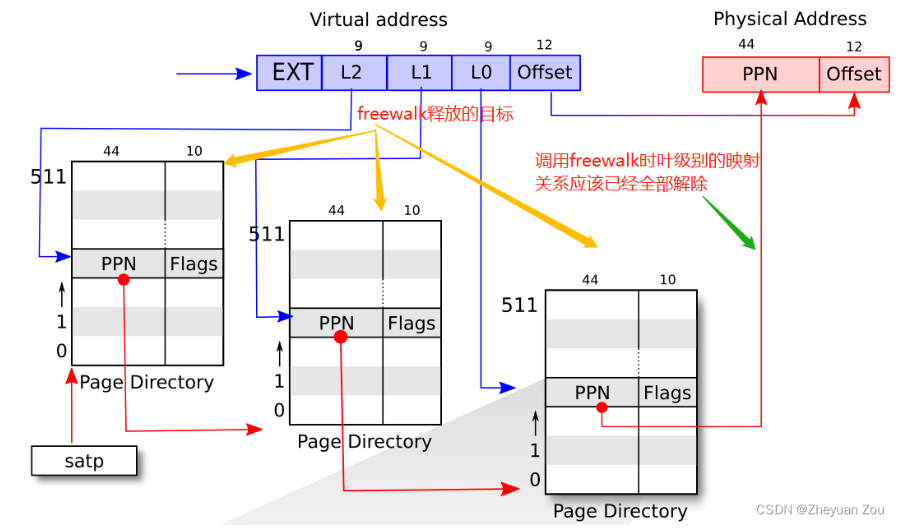 Virtual address
Physical Address
9
9
9
12
44
12
EXT
L2
L1
L0
Offset
PPN
Offset
freewalk释放的目标
调用freewalk时叶级别的映射
关系应该已经全部解除
44
10
511
PPN
Flags
1
0
Page Directory
satp
44
10
511
PPN
Flags
1
0
Page Directory
44
10
511
PPN
Flags
1
0
Page Directory
CSDN @Zheyuan Zou